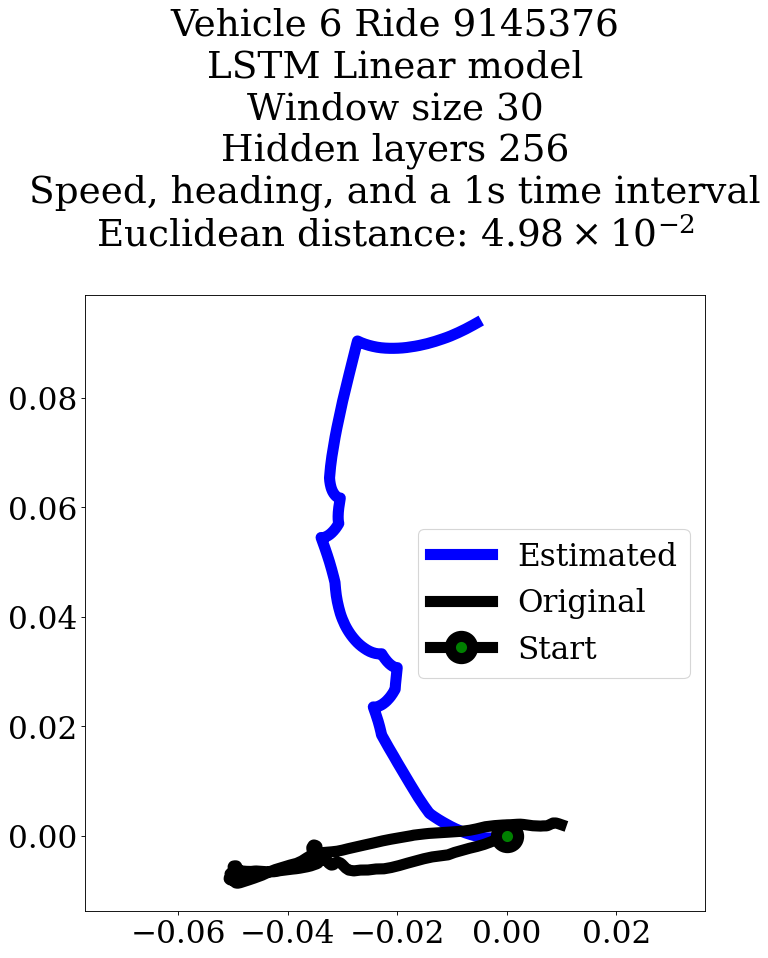 Vehicle 6 Ride 9145376
LSTM Linear model
Window size 30
Hidden layers 256
Speed, heading, and a 1s time interval
Euclidean distance: 4.98 × 10⁻²
0.08
0.06
0.04
0.02
0.00
Estimated
Original
Start
−0.06 −0.04 −0.02 0.00 0.02